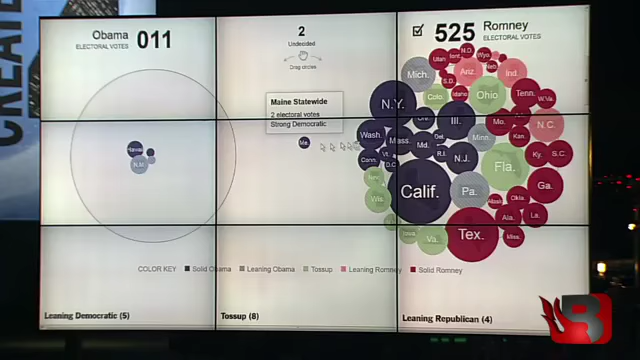 CREATE
Obama
ELECTORAL VOTES
011
2
Undecided
Drag circles
525
Romney
ELECTORAL VOTES
Maine Statewide
2 electoral votes
Strong Democratic
Me.
Hawaii
N.M.
Utah
N.D.
Wyo.
Mich.
S.D.
Ariz.
Neb.
Ind.
Colo.
Idaho
Ohio
Tenn.
W.Va.
N.Y.
Ill.
Mo.
N.C.
Wash.
Mass.
Del.
Minn.
Kan.
Md.
Conn.
Vt.
R.I.
N.J.
Ky.
S.C.
D.C.
Fla.
Calif.
Pa.
Ga.
Wis.
Okla.
Ala.
La.
Iowa
Va.
Tex.
Miss.
COLOR KEY
Solid Obama
Leaning Obama
Tossup
Leaning Romney
Solid Romney
Leaning Democratic (5)
Tossup (8)
Leaning Republican (4)
B